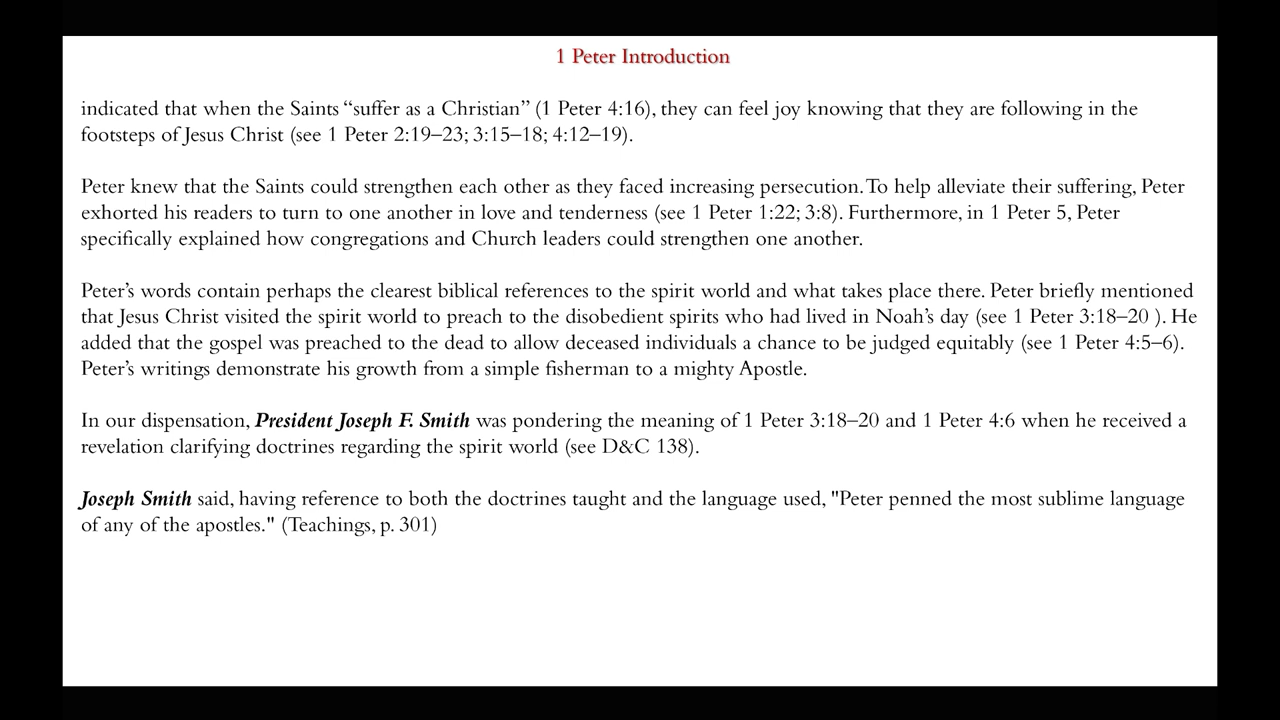 1 Peter Introduction
indicated that when the Saints “suffer as a Christian” (1 Peter 4:16), they can feel joy knowing that they are following in the
footsteps of Jesus Christ (see 1 Peter 2:19–23; 3:15–18; 4:12–19).
Peter knew that the Saints could strengthen each other as they faced increasing persecution. To help alleviate their suffering, Peter
exhorted his readers to turn to one another in love and tenderness (see 1 Peter 1:22; 3:8). Furthermore, in 1 Peter 5, Peter
specifically explained how congregations and Church leaders could strengthen one another.
Peter’s words contain perhaps the clearest biblical references to the spirit world and what takes place there. Peter briefly mentioned
that Jesus Christ visited the spirit world to preach to the disobedient spirits who had lived in Noah’s day (see 1 Peter 3:18–20 ). He
added that the gospel was preached to the dead to allow deceased individuals a chance to be judged equitably (see 1 Peter 4:5–6).
Peter’s writings demonstrate his growth from a simple fisherman to a mighty Apostle.
In our dispensation, President Joseph F. Smith was pondering the meaning of 1 Peter 3:18–20 and 1 Peter 4:6 when he received a
revelation clarifying doctrines regarding the spirit world (see D&C 138).
Joseph Smith said, having reference to both the doctrines taught and the language used, "Peter penned the most sublime language
of any of the apostles." (Teachings, p. 301)